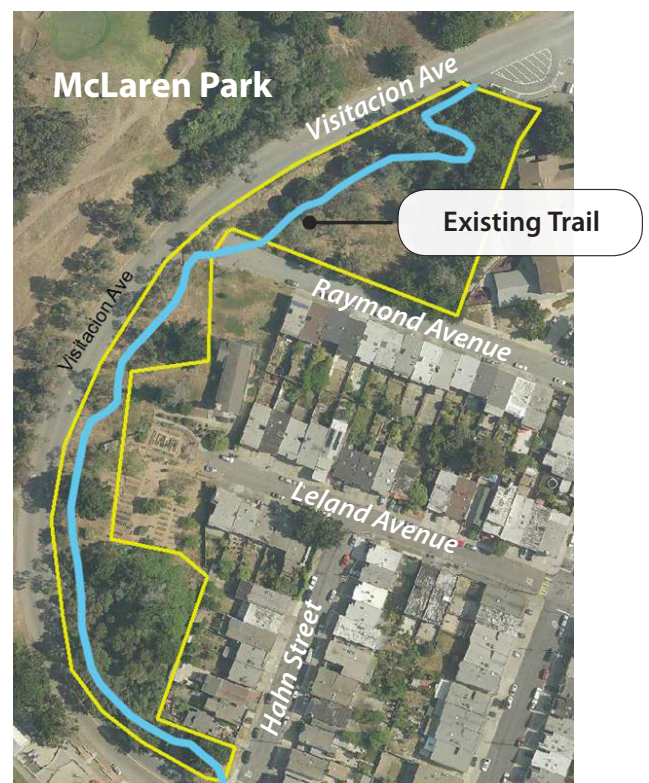 McLaren Park
Visitacion Ave
Existing Trail
Visitacion Ave
Raymond Avenue
Leland Avenue
Hahn Street